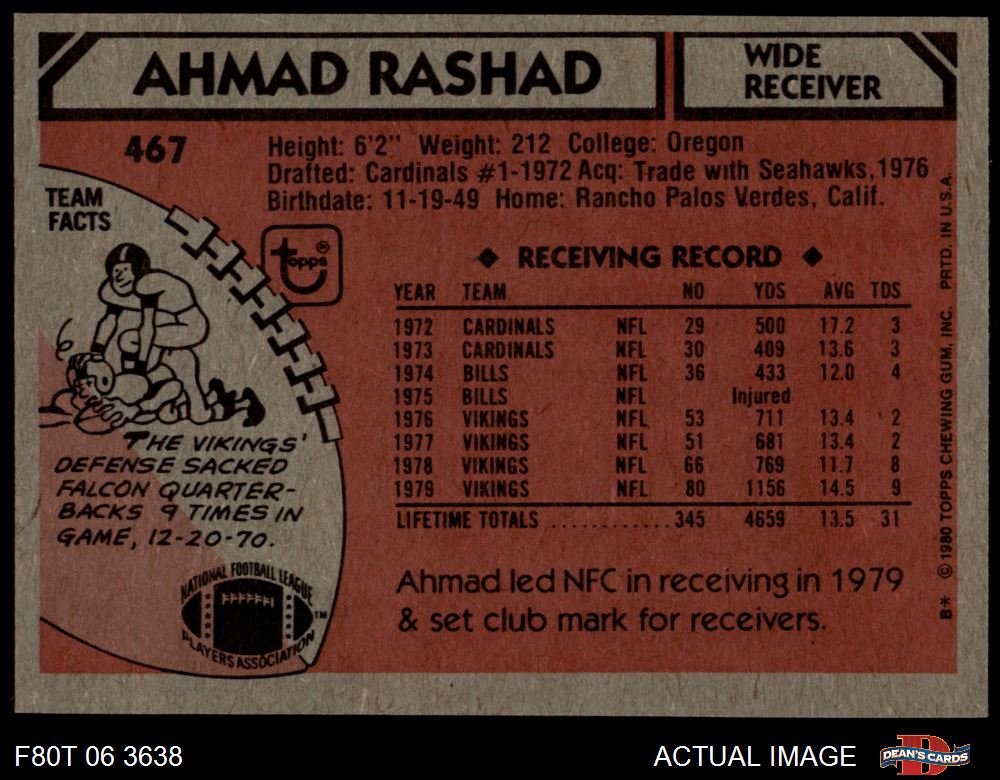 AHMAD RASHAD
WIDE
RECEIVER
467
Height: 6'2" Weight: 212 College: Oregon
Drafted: Cardinals #1-1972 Acq: Trade with Seahawks, 1976
Birthdate: 11-19-49 Home: Rancho Palos Verdes, Calif.
TEAM
FACTS
topps®
THE VIKINGS'
DEFENSE SACKED
FALCON QUARTER-
BACKS 9 TIMES IN
GAME, 12-20-70.
NATIONAL FOOTBALL LEAGUE
PLAYERS ASSOCIATION
TM
◆ RECEIVING RECORD ◆
YEAR TEAM NO YDS AVG TDS
1972 CARDINALS NFL 29 500 17.2 3
1973 CARDINALS NFL 30 409 13.6 3
1974 BILLS NFL 36 433 12.0 4
1975 BILLS NFL Injured
1976 VIKINGS NFL 53 711 13.4 2
1977 VIKINGS NFL 51 681 13.4 2
1978 VIKINGS NFL 66 769 11.7 8
1979 VIKINGS NFL 80 1156 14.5 9
LIFETIME TOTALS ............ 345 4659 13.5 31
Ahmad led NFC in receiving in 1979
& set club mark for receivers.
B* © 1980 TOPPS CHEWING GUM, INC. PRTD. IN U.S.A.
F80T 06 3638
ACTUAL IMAGE
DEAN'S CARDS